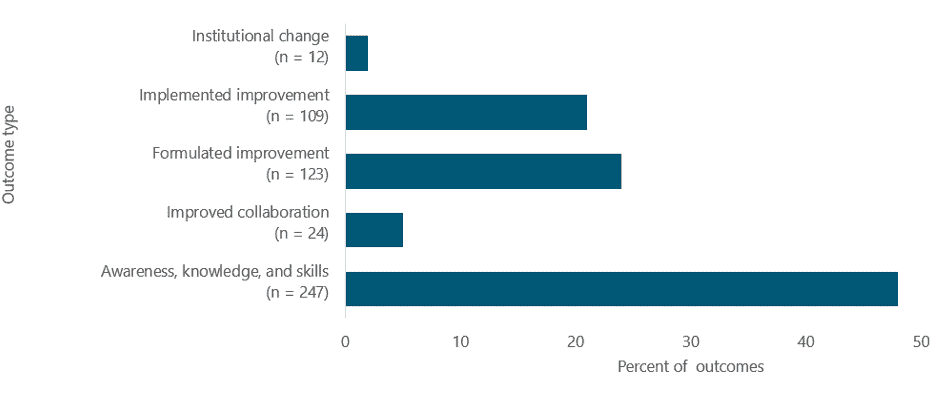 Outcome type
Institutional change
(n = 12)
Implemented improvement
(n = 109)
Formulated improvement
(n = 123)
Improved collaboration
(n = 24)
Awareness, knowledge, and skills
(n = 247)
0 10 20 30 40 50
Percent of outcomes